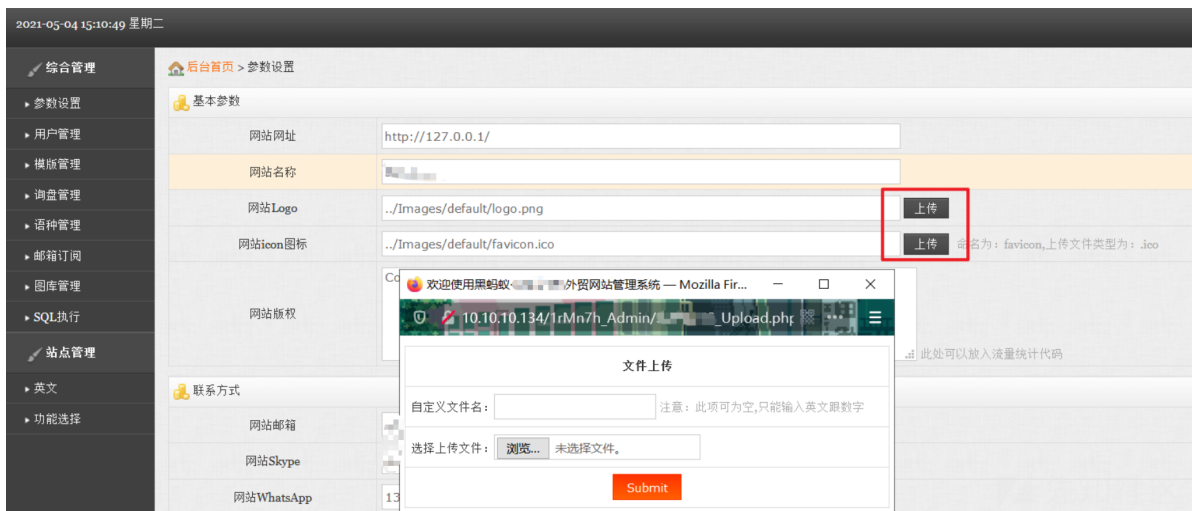 2021-05-04 15:10:49 星期二
综合管理
参数设置
用户管理
模版管理
询盘管理
语种管理
邮箱订阅
图库管理
SQL执行
站点管理
英文
功能选择
后台首页 > 参数设置
基本参数
网站网址 http://127.0.0.1/
网站名称
网站Logo ../Images/default/logo.png 上传
网站icon图标 ../Images/default/favicon.ico 上传 命名为：favicon,上传文件类型为：.ico
网站版权 Co
此处可以放入流量统计代码
联系方式
网站邮箱
网站Skype
网站WhatsApp 13
欢迎使用黑蚂蚁· 外贸网站管理系统 — Mozilla Fir...
10.10.10.134/1rMn7h_Admin/ _Upload.php
文件上传
自定义文件名： 注意：此项可为空,只能输入英文跟数字
选择上传文件： 浏览... 未选择文件。
Submit